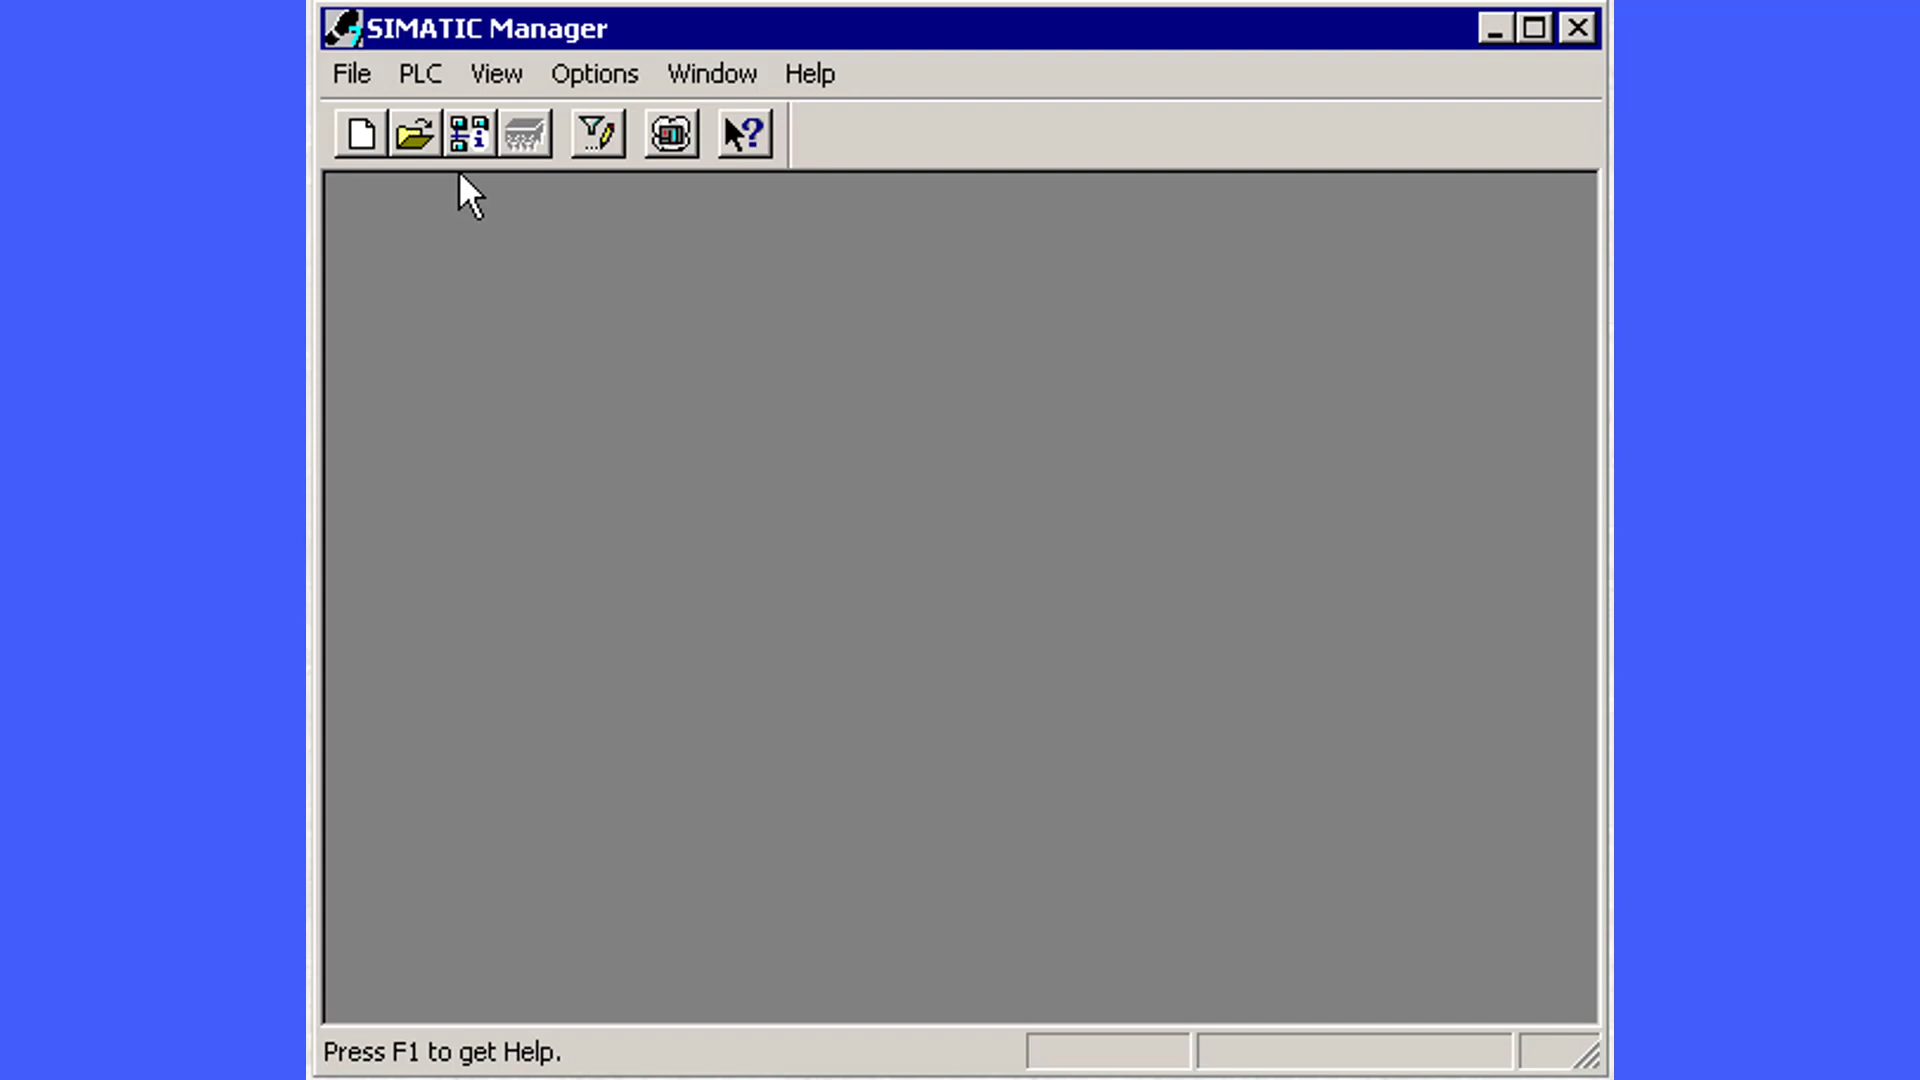 SIMATIC Manager
File PLC View Options Window Help
Press F1 to get Help.